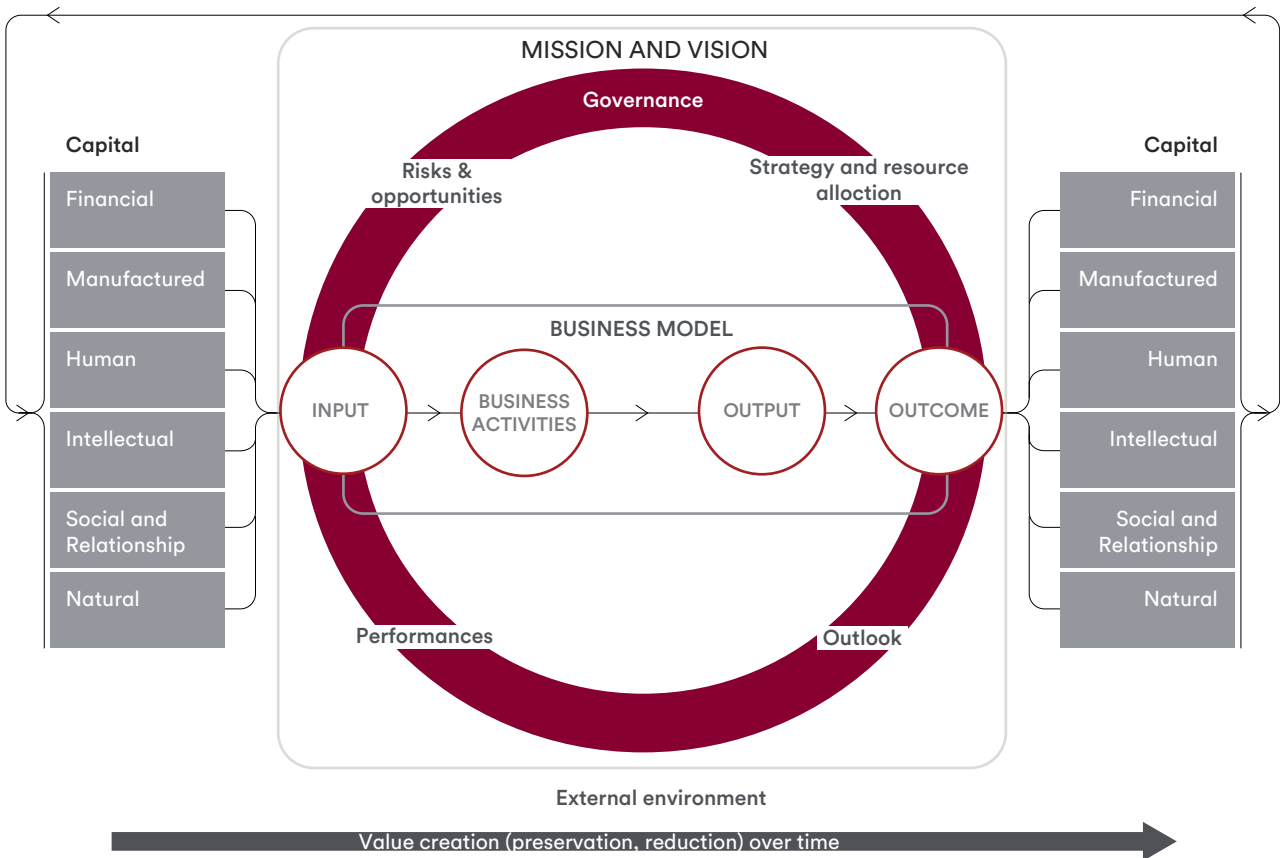 MISSION AND VISION
Governance
Capital
Financial
Manufactured
Human
Intellectual
Social and
Relationship
Natural
Risks &
opportunities
Strategy and resource
alloction
BUSINESS MODEL
INPUT
BUSINESS
ACTIVITIES
OUTPUT
OUTCOME
Performances
Outlook
Capital
Financial
Manufactured
Human
Intellectual
Social and
Relationship
Natural
External environment
Value creation (preservation, reduction) over time